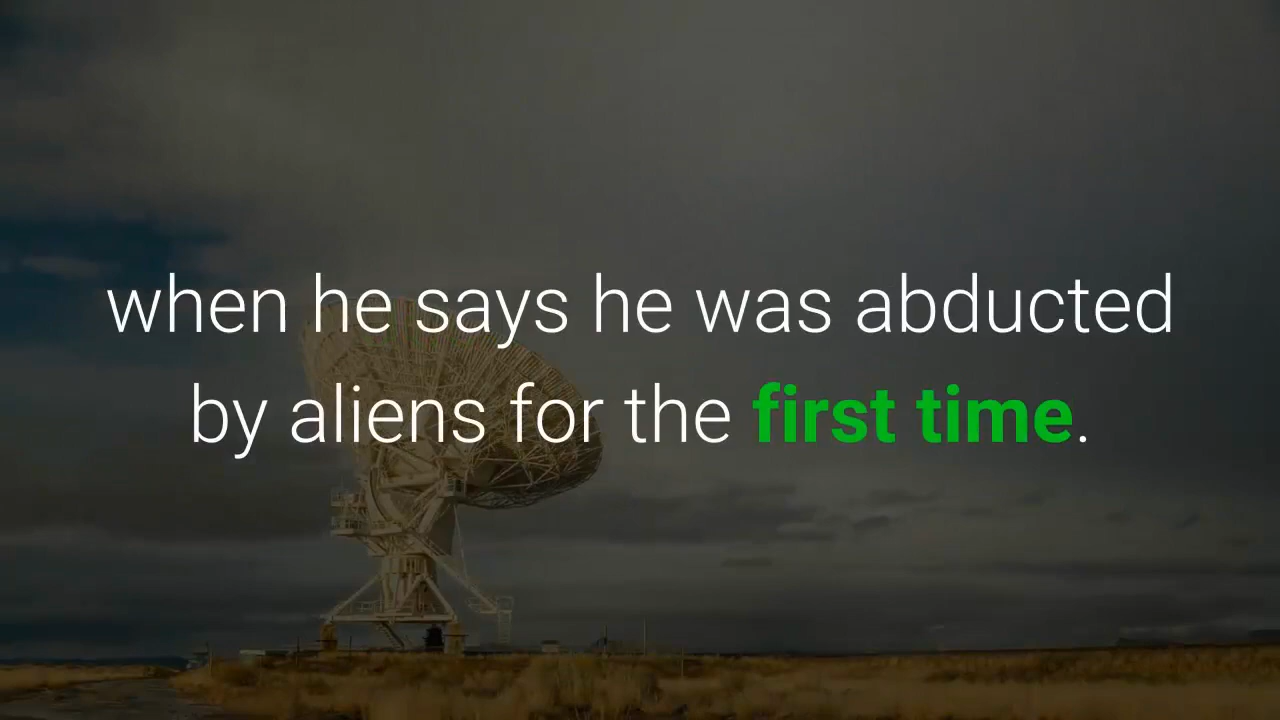 when he says he was abducted
by aliens for the first time.